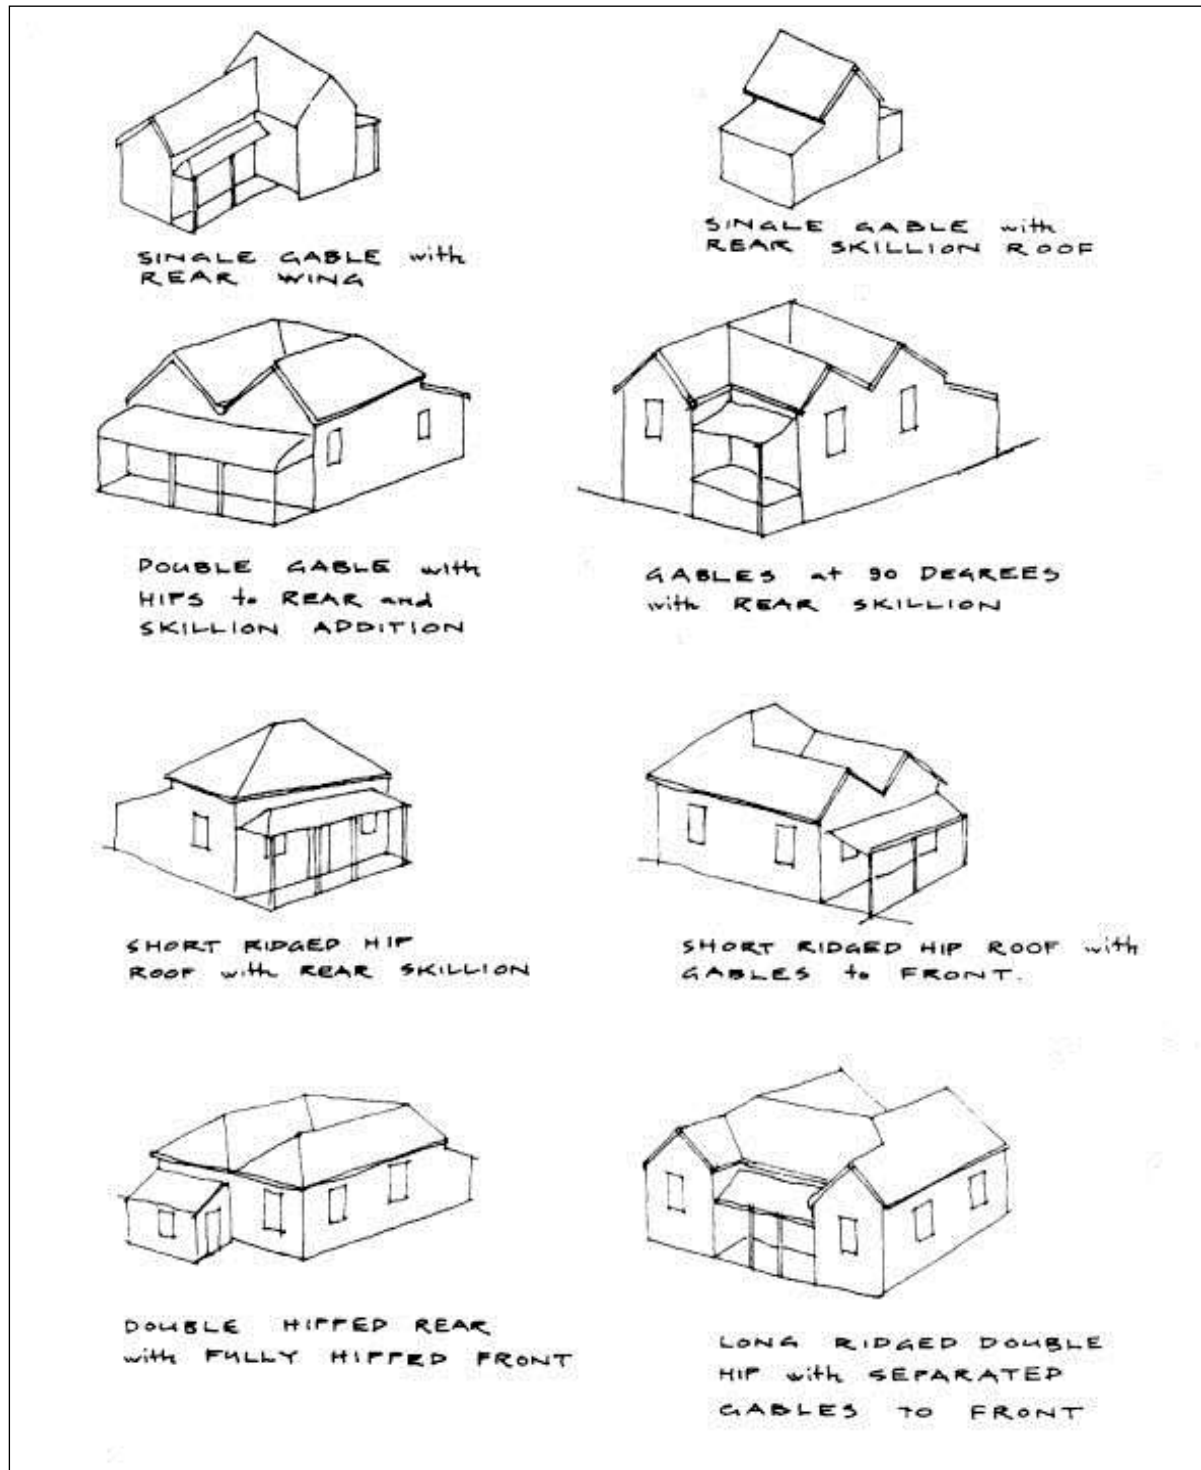 SINGLE GABLE with
REAR WING
SINGLE GABLE with
REAR SKILLION ROOF
DOUBLE GABLE with
HIPS to REAR and
SKILLION ADDITION
GABLES at 90 DEGREES
with REAR SKILLION
SHORT RIDGED HIP
ROOF with REAR SKILLION
SHORT RIDGED HIP ROOF with
GABLES to FRONT.
DOUBLE HIPPED REAR
with FULLY HIPPED FRONT
LONG RIDGED DOUBLE
HIP with SEPARATED
GABLES TO FRONT